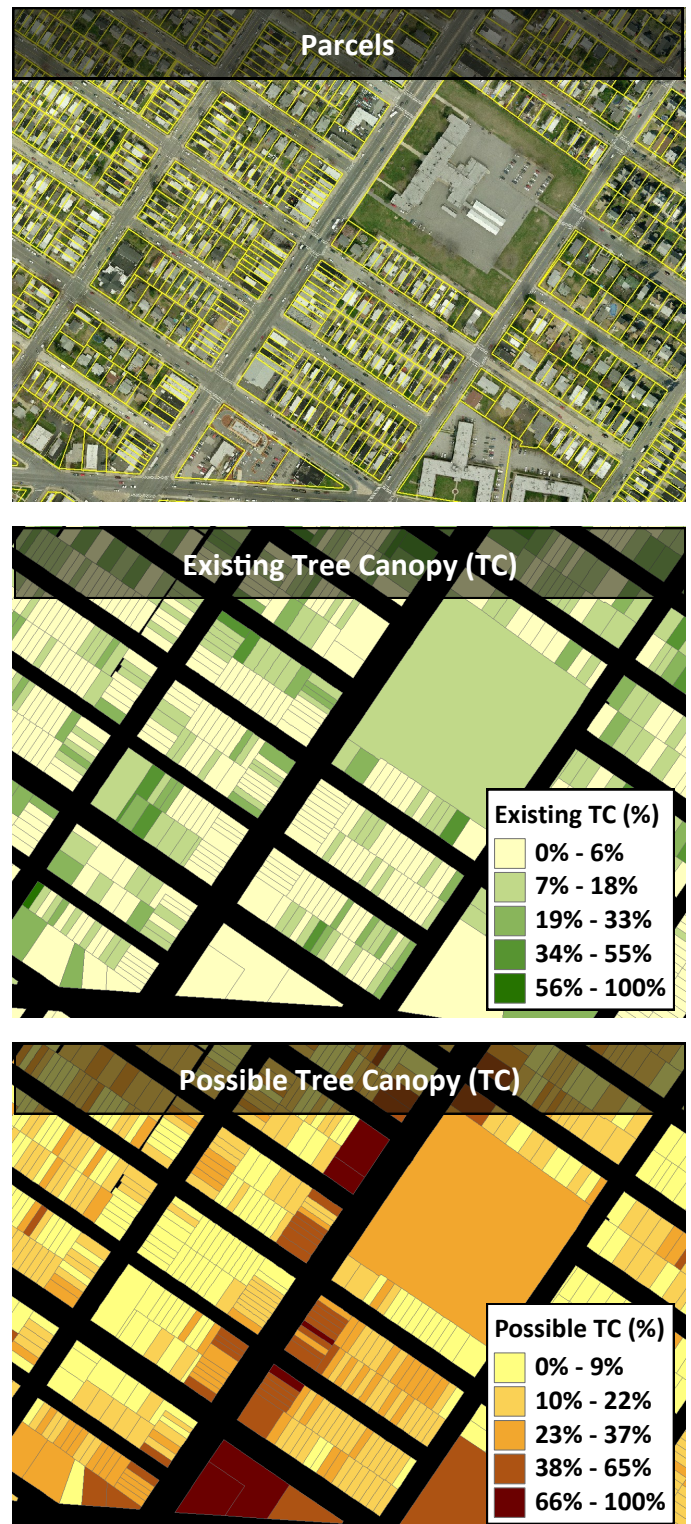 Parcels
Existing Tree Canopy (TC)
Existing TC (%)
0% - 6%
7% - 18%
19% - 33%
34% - 55%
56% - 100%
Possible Tree Canopy (TC)
Possible TC (%)
0% - 9%
10% - 22%
23% - 37%
38% - 65%
66% - 100%